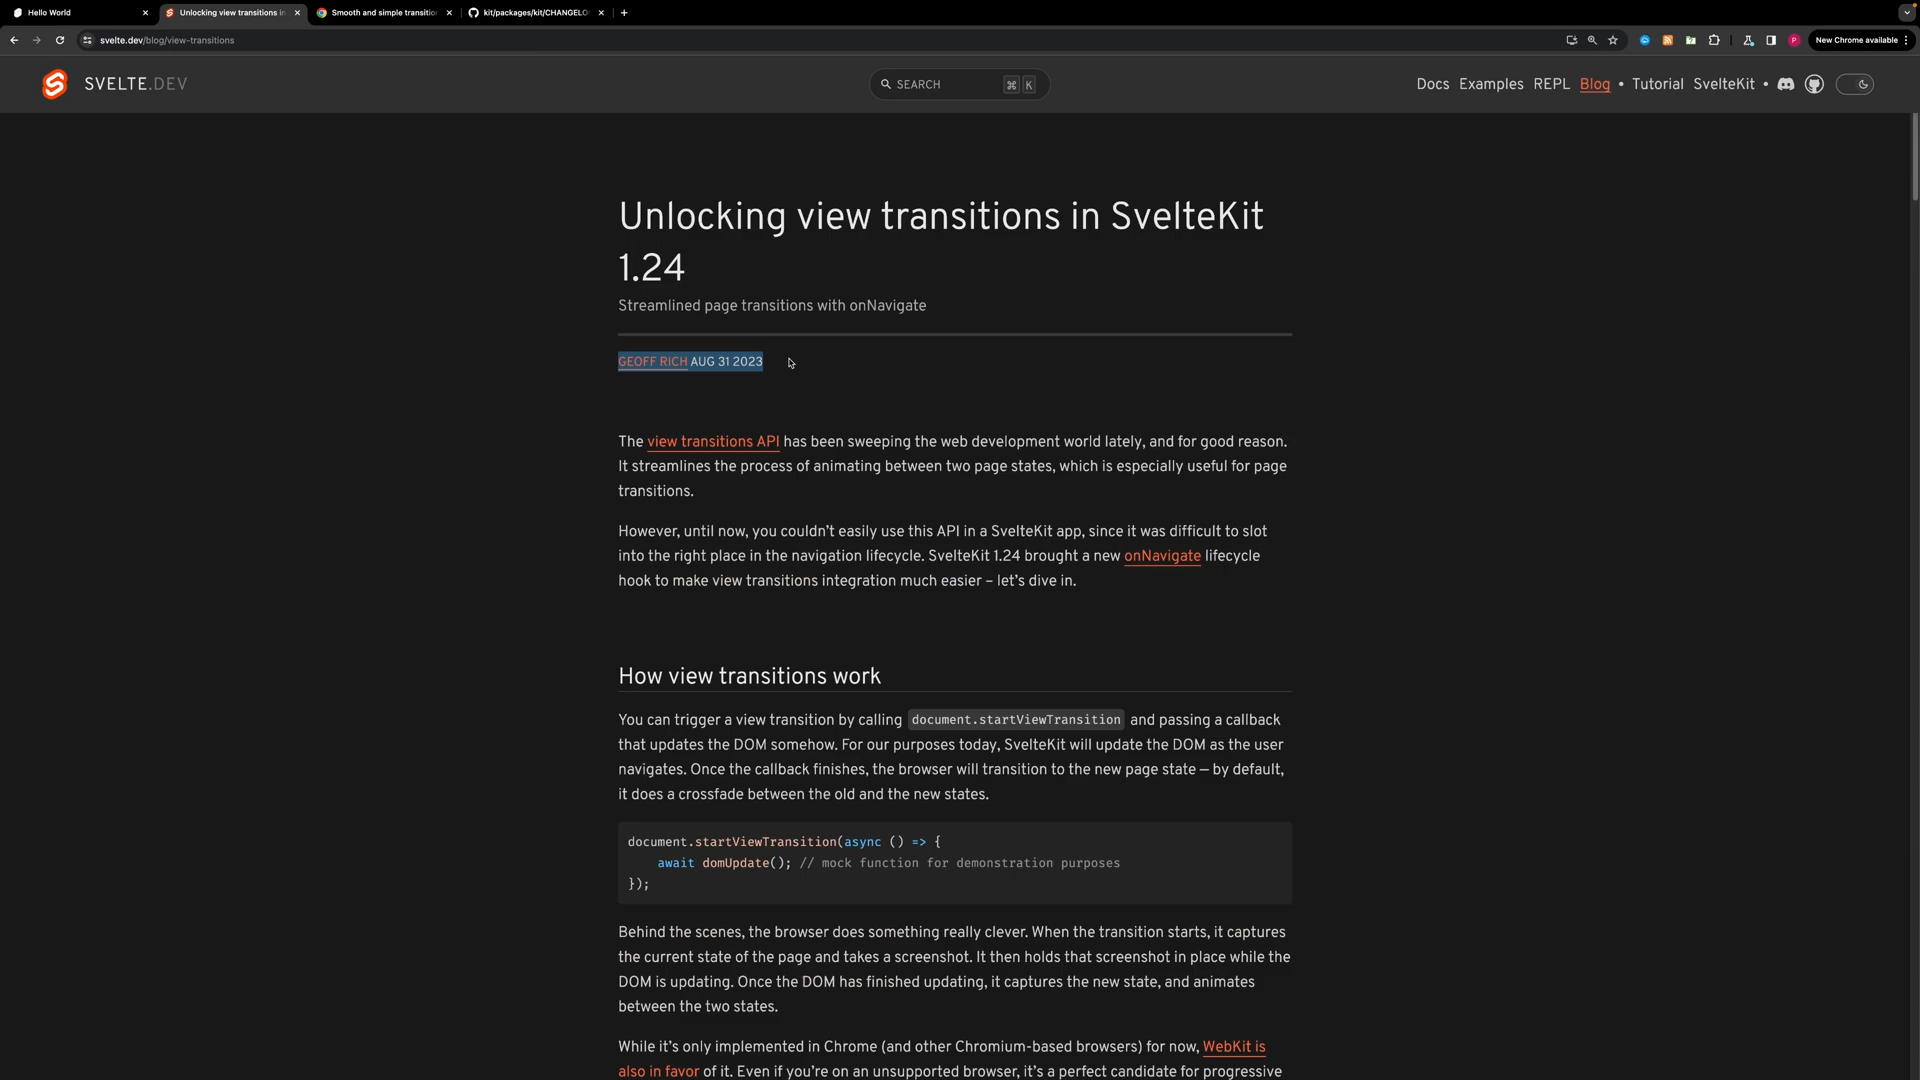 Hello World
Unlocking view transitions in
Smooth and simple transition
kit/packages/kit/CHANGELO
svelte.dev/blog/view-transitions
New Chrome available
SVELTE.DEV
SEARCH ⌘ K
Docs Examples REPL Blog • Tutorial SvelteKit •
Unlocking view transitions in SvelteKit
1.24
Streamlined page transitions with onNavigate
GEOFF RICH AUG 31 2023
The view transitions API has been sweeping the web development world lately, and for good reason.
It streamlines the process of animating between two page states, which is especially useful for page
transitions.
However, until now, you couldn’t easily use this API in a SvelteKit app, since it was difficult to slot
into the right place in the navigation lifecycle. SvelteKit 1.24 brought a new onNavigate lifecycle
hook to make view transitions integration much easier – let’s dive in.
How view transitions work
You can trigger a view transition by calling document.startViewTransition and passing a callback
that updates the DOM somehow. For our purposes today, SvelteKit will update the DOM as the user
navigates. Once the callback finishes, the browser will transition to the new page state — by default,
it does a crossfade between the old and the new states.
document.startViewTransition(async () => {
await domUpdate(); // mock function for demonstration purposes
});
Behind the scenes, the browser does something really clever. When the transition starts, it captures
the current state of the page and takes a screenshot. It then holds that screenshot in place while the
DOM is updating. Once the DOM has finished updating, it captures the new state, and animates
between the two states.
While it’s only implemented in Chrome (and other Chromium-based browsers) for now, WebKit is
also in favor of it. Even if you’re on an unsupported browser, it’s a perfect candidate for progressive